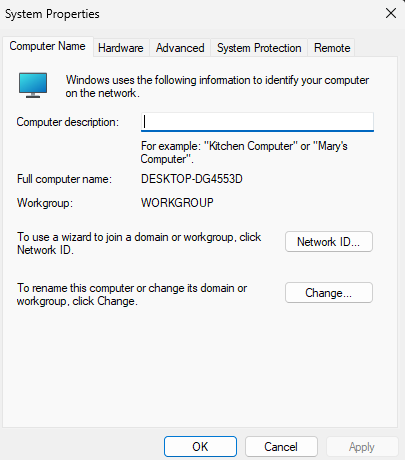 System Properties
Computer Name Hardware Advanced System Protection Remote
Windows uses the following information to identify your computer
on the network.
Computer description:
For example: "Kitchen Computer" or "Mary's
Computer".
Full computer name: DESKTOP-DG4553D
Workgroup: WORKGROUP
To use a wizard to join a domain or workgroup, click
Network ID.
Network ID...
To rename this computer or change its domain or
workgroup, click Change.
Change...
OK Cancel Apply